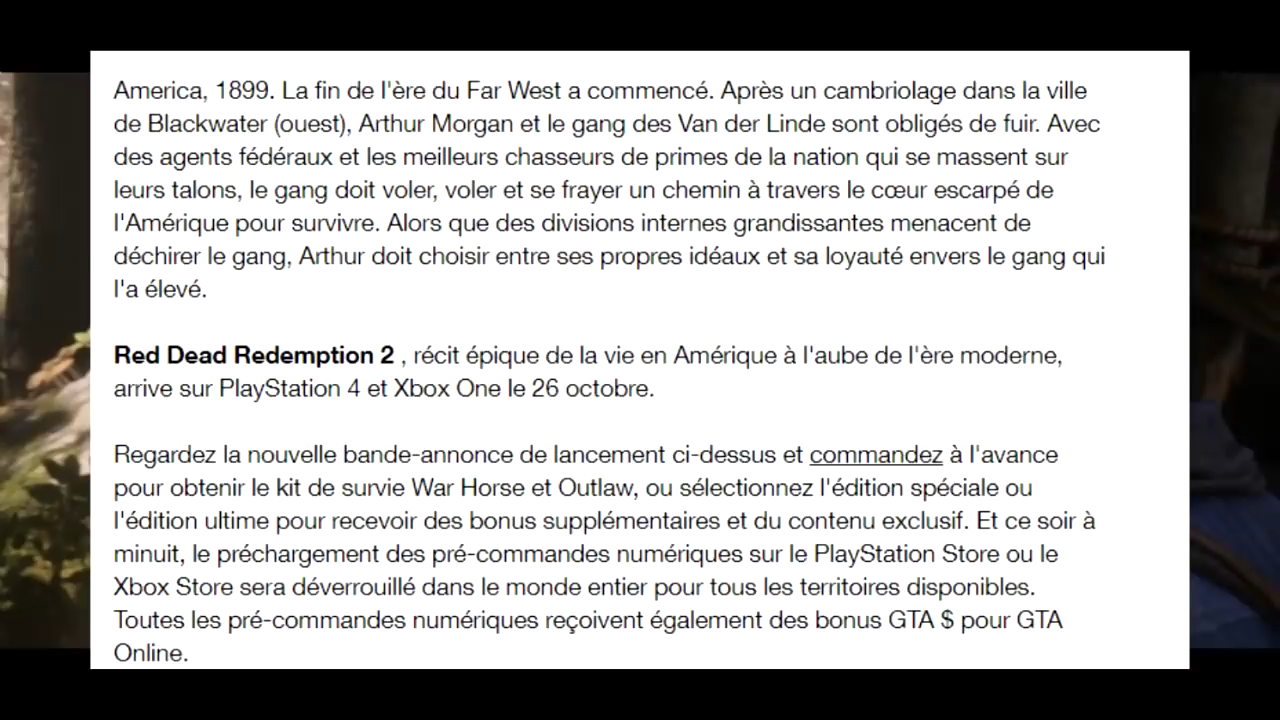 America, 1899. La fin de l'ère du Far West a commencé. Après un cambriolage dans la ville
de Blackwater (ouest), Arthur Morgan et le gang des Van der Linde sont obligés de fuir. Avec
des agents fédéraux et les meilleurs chasseurs de primes de la nation qui se massent sur
leurs talons, le gang doit voler, voler et se frayer un chemin à travers le cœur escarpé de
l'Amérique pour survivre. Alors que des divisions internes grandissantes menacent de
déchirer le gang, Arthur doit choisir entre ses propres idéaux et sa loyauté envers le gang qui
l'a élevé.
Red Dead Redemption 2 , récit épique de la vie en Amérique à l'aube de l'ère moderne,
arrive sur PlayStation 4 et Xbox One le 26 octobre.
Regardez la nouvelle bande-annonce de lancement ci-dessus et commandez à l'avance
pour obtenir le kit de survie War Horse et Outlaw, ou sélectionnez l'édition spéciale ou
l'édition ultime pour recevoir des bonus supplémentaires et du contenu exclusif. Et ce soir à
minuit, le préchargement des pré-commandes numériques sur le PlayStation Store ou le
Xbox Store sera déverrouillé dans le monde entier pour tous les territoires disponibles.
Toutes les pré-commandes numériques reçoivent également des bonus GTA $ pour GTA
Online.